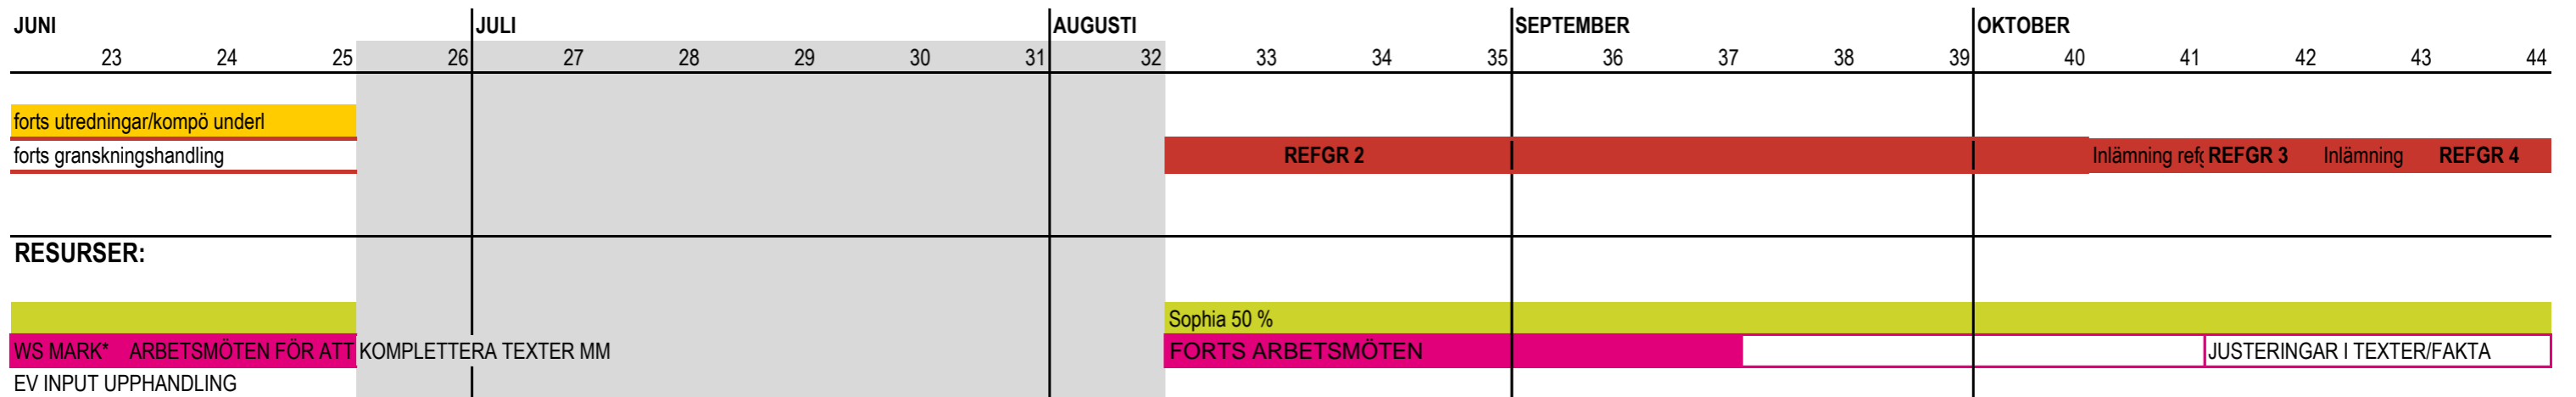 JUNI JULI AUGUSTI SEPTEMBER OKTOBER
23 24 25 26 27 28 29 30 31 32 33 34 35 36 37 38 39 40 41 42 43 44
forts utredningar/kompö underl
forts granskningshandling REFGR 2 Inlämning refg REFGR 3 Inlämning REFGR 4
RESURSER:
Sophia 50 %
WS MARK* ARBETSMÖTEN FÖR ATT KOMPLETTERA TEXTER MM FORTS ARBETSMÖTEN JUSTERINGAR I TEXTER/FAKTA
EV INPUT UPPHANDLING